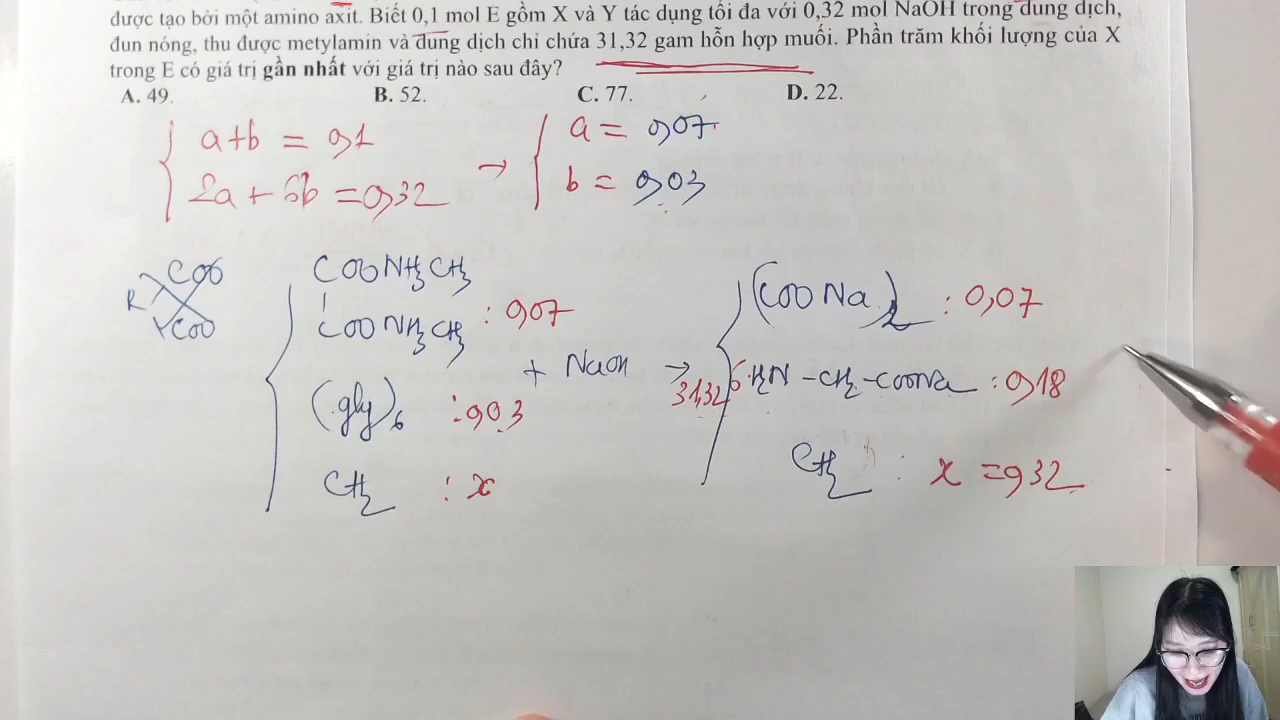 được tạo bởi một amino axit. Biết 0,1 mol E gồm X và Y tác dụng tối đa với 0,32 mol NaOH trong dung dịch,
đun nóng, thu được metylamin và dung dịch chỉ chứa 31,32 gam hỗn hợp muối. Phần trăm khối lượng của X
trong E có giá trị gần nhất với giá trị nào sau đây?
A. 49. B. 52. C. 77. D. 22.
a+b = 0,1
2a + 6b = 0,32
→
a = 0,07
b = 0,03
R
COO
COO
COONH3CH3
COONH3CH3 : 0,07
(gly)6 : 0,03
CH2 : x
+ NaOH →
31,32
(COONa)2 : 0,07
6 H2N - CH2 - COONa : 0,18
CH2 : x = 0,32